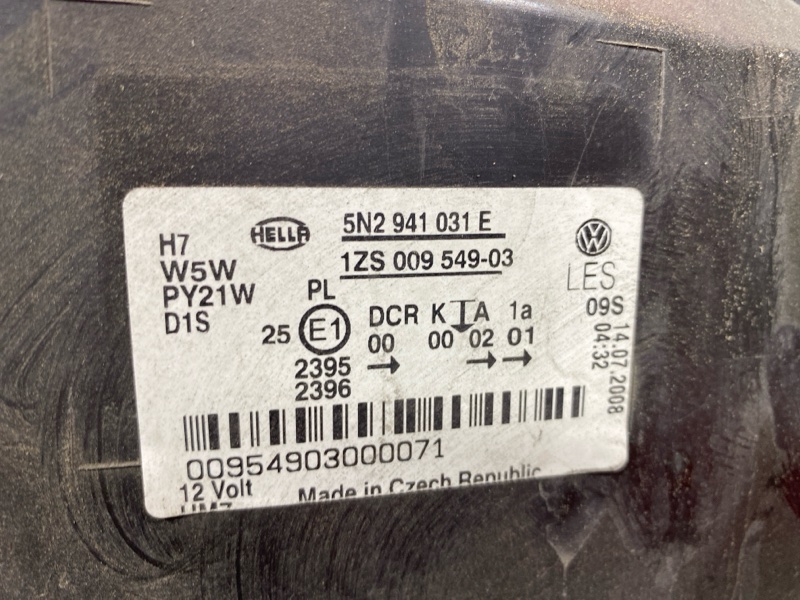 H7
W5W
PY21W
D1S
HELLA
5N2 941 031 E
1ZS 009 549-03
LES
09S
14.07.2008
04:32
PL
25 E1
DCR K A 1a
00 00 02 01
→ → →
2395
2396
00954903000071
12 Volt Made in Czech Republic